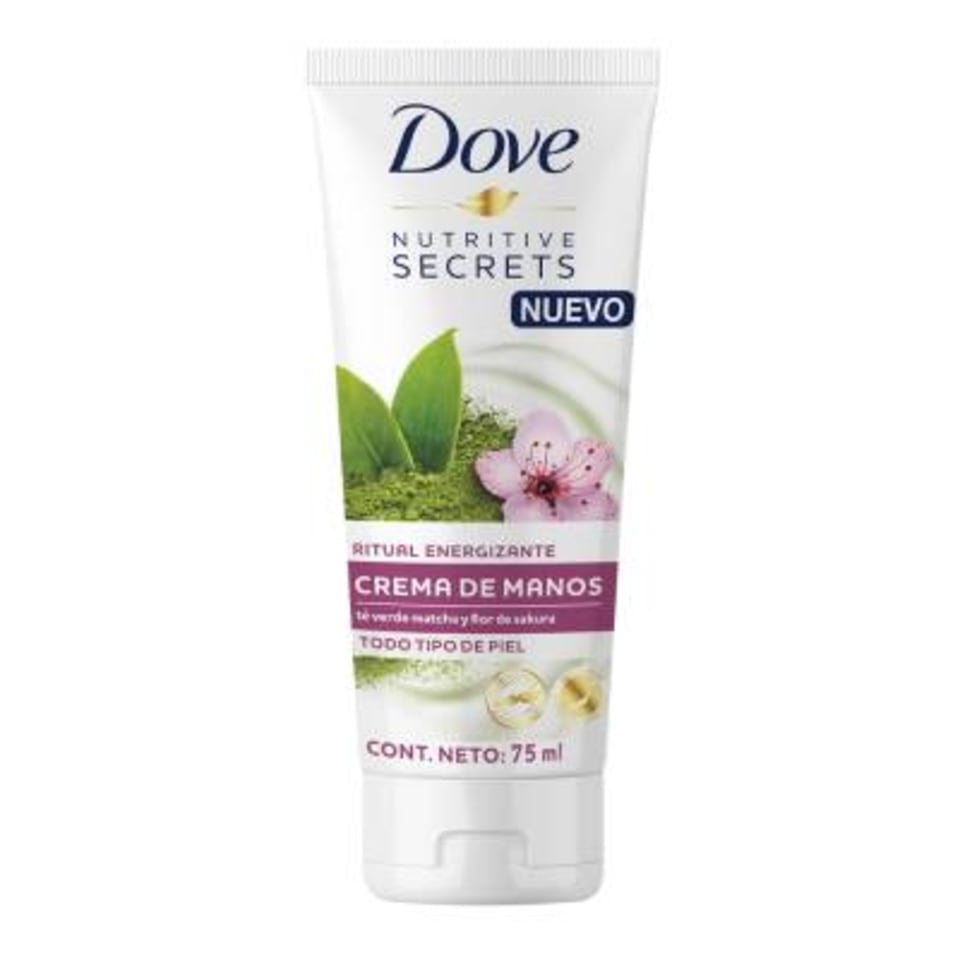 Dove
NUTRITIVE
SECRETS
NUEVO
RITUAL ENERGIZANTE
CREMA DE MANOS
té verde matcha y flor de sakura
TODO TIPO DE PIEL
CONT. NETO: 75 ml